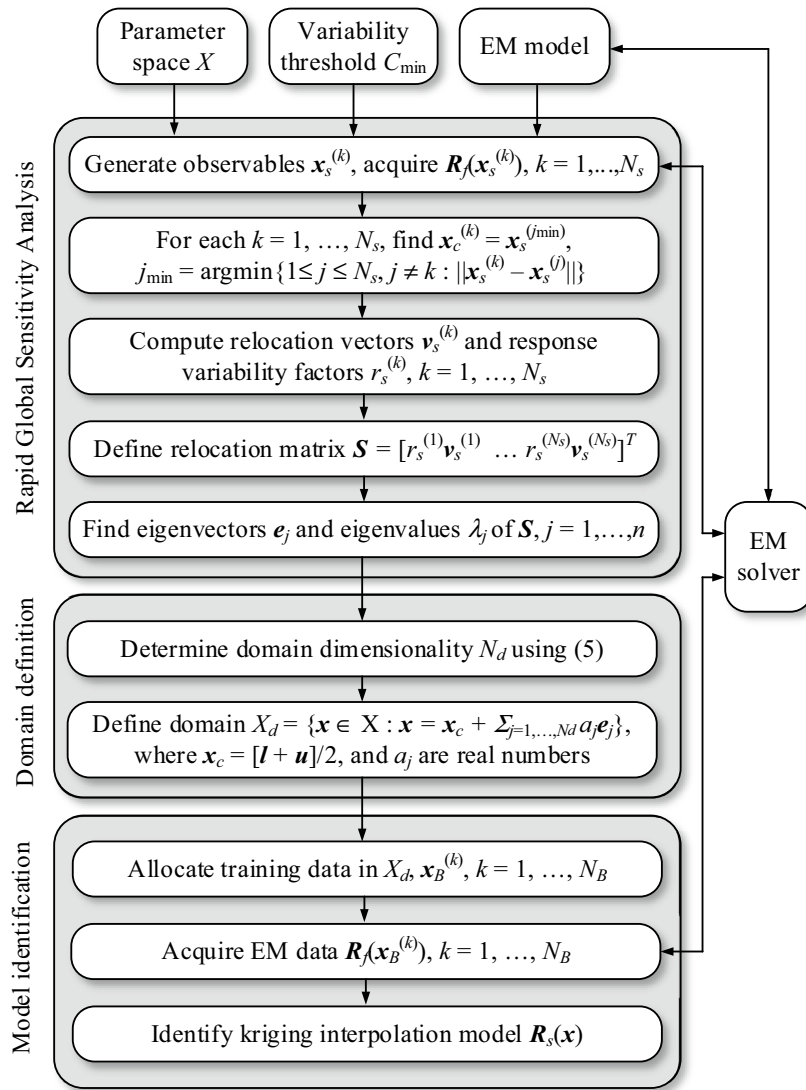 Parameter
space X
Variability
threshold Cmin
EM model
Rapid Global Sensitivity Analysis
Generate observables xs(k), acquire Rf(xs(k)), k = 1,...,Ns
For each k = 1, …, Ns, find xc(k) = xs(jmin),
jmin = argmin{1≤ j ≤ Ns, j ≠ k : ||xs(k) – xs(j)||}
Compute relocation vectors vs(k) and response
variability factors rs(k), k = 1, …, Ns
Define relocation matrix S = [rs(1)vs(1) … rs(Ns)vs(Ns)]T
Find eigenvectors ej and eigenvalues λj of S, j = 1,…,n
EM
solver
Domain definition
Determine domain dimensionality Nd using (5)
Define domain Xd = {x ∈ X : x = xc + Σj=1,…,Nd ajej},
where xc = [l + u]/2, and aj are real numbers
Model identification
Allocate training data in Xd, xB(k), k = 1, …, NB
Acquire EM data Rf(xB(k)), k = 1, …, NB
Identify kriging interpolation model Rs(x)